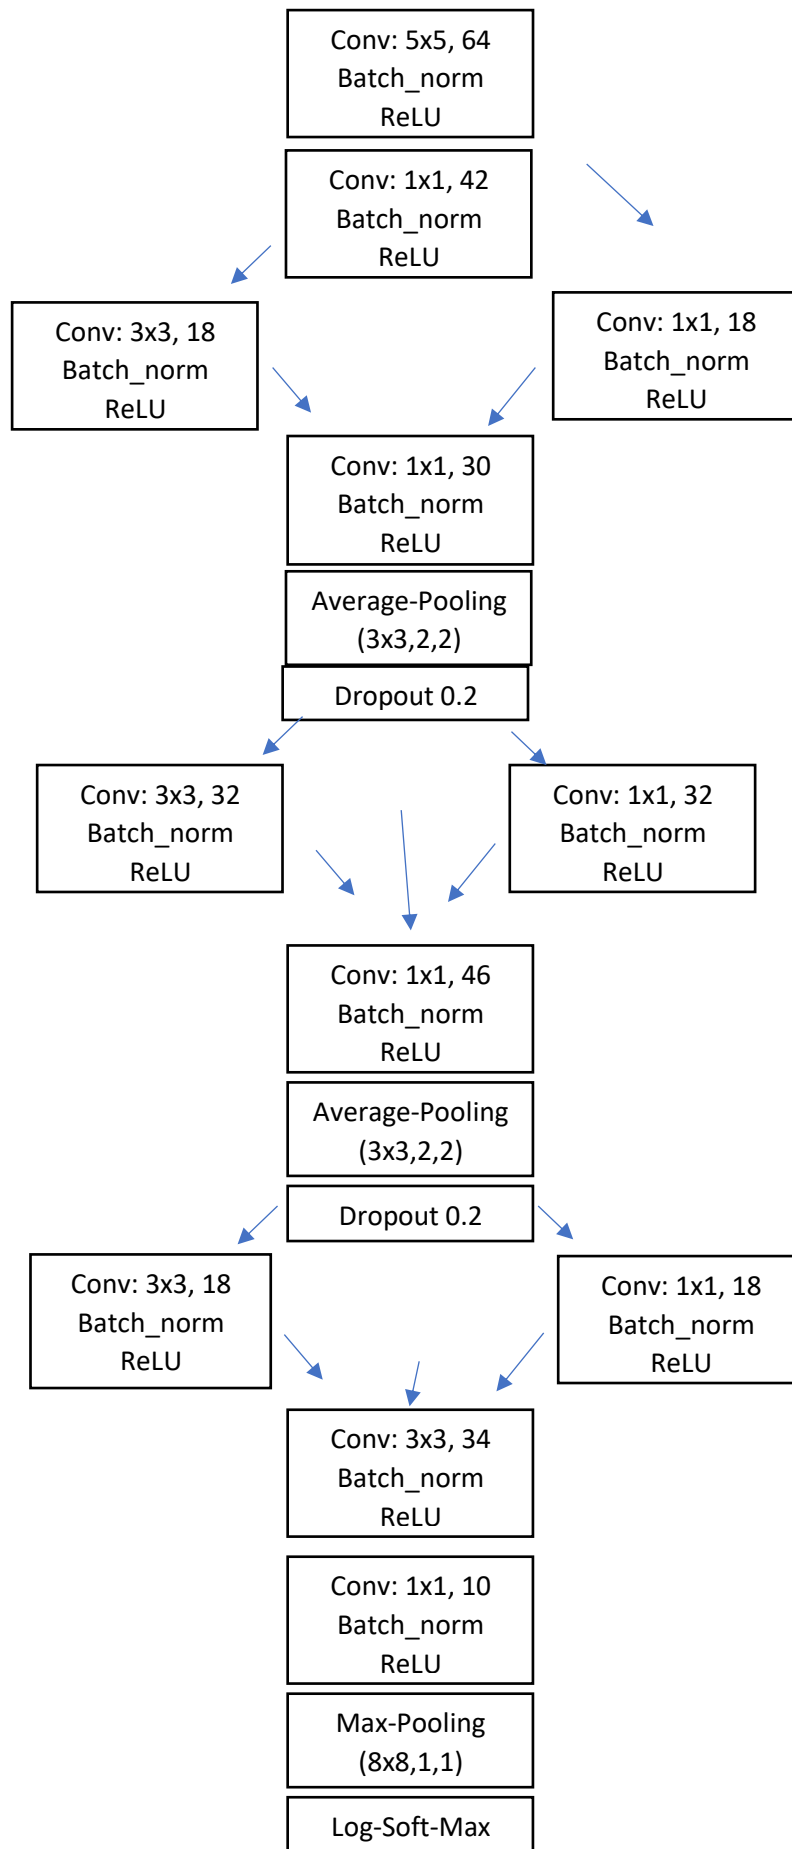 Conv: 5x5, 64
Batch_norm
ReLU
Conv: 1x1, 42
Batch_norm
ReLU
Conv: 3x3, 18
Batch_norm
ReLU
Conv: 1x1, 18
Batch_norm
ReLU
Conv: 1x1, 30
Batch_norm
ReLU
Average-Pooling
(3x3,2,2)
Dropout 0.2
Conv: 3x3, 32
Batch_norm
ReLU
Conv: 1x1, 32
Batch_norm
ReLU
Conv: 1x1, 46
Batch_norm
ReLU
Average-Pooling
(3x3,2,2)
Dropout 0.2
Conv: 3x3, 18
Batch_norm
ReLU
Conv: 1x1, 18
Batch_norm
ReLU
Conv: 3x3, 34
Batch_norm
ReLU
Conv: 1x1, 10
Batch_norm
ReLU
Max-Pooling
(8x8,1,1)
Log-Soft-Max